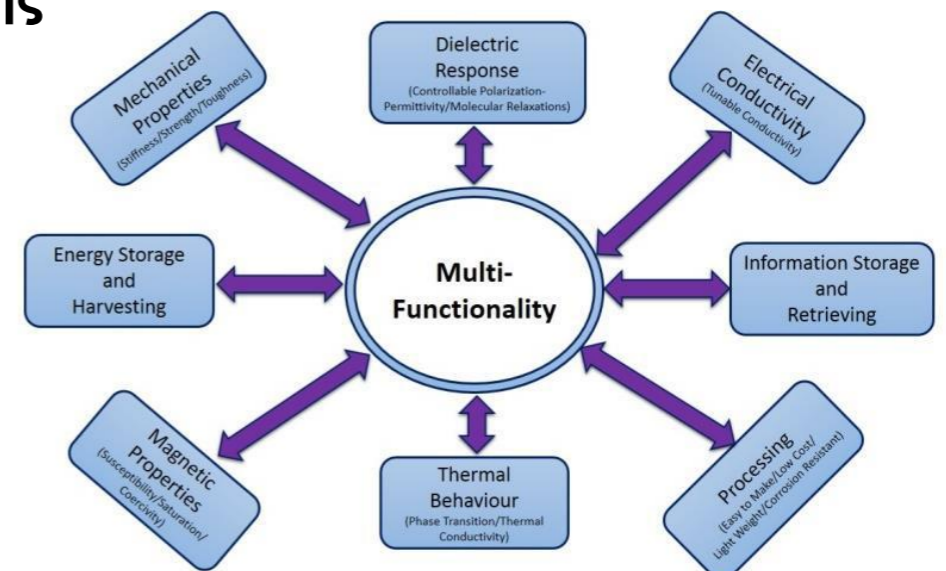 Mechanical
Properties
(Stiffness/Strength/Toughness)
Dielectric
Response
(Controllable Polarization-
Permittivity/Molecular Relaxations)
Electrical
Conductivity
(Tunable Conductivity)
Energy Storage
and
Harvesting
Multi-
Functionality
Information Storage
and
Retrieving
Magnetic
Properties
(Susceptibility/Saturation/
Coercivity)
Thermal
Behaviour
(Phase Transition/Thermal
Conductivity)
Processing
(Easy to Make/Low Cost/
Light Weight/Corrosion Resistant)